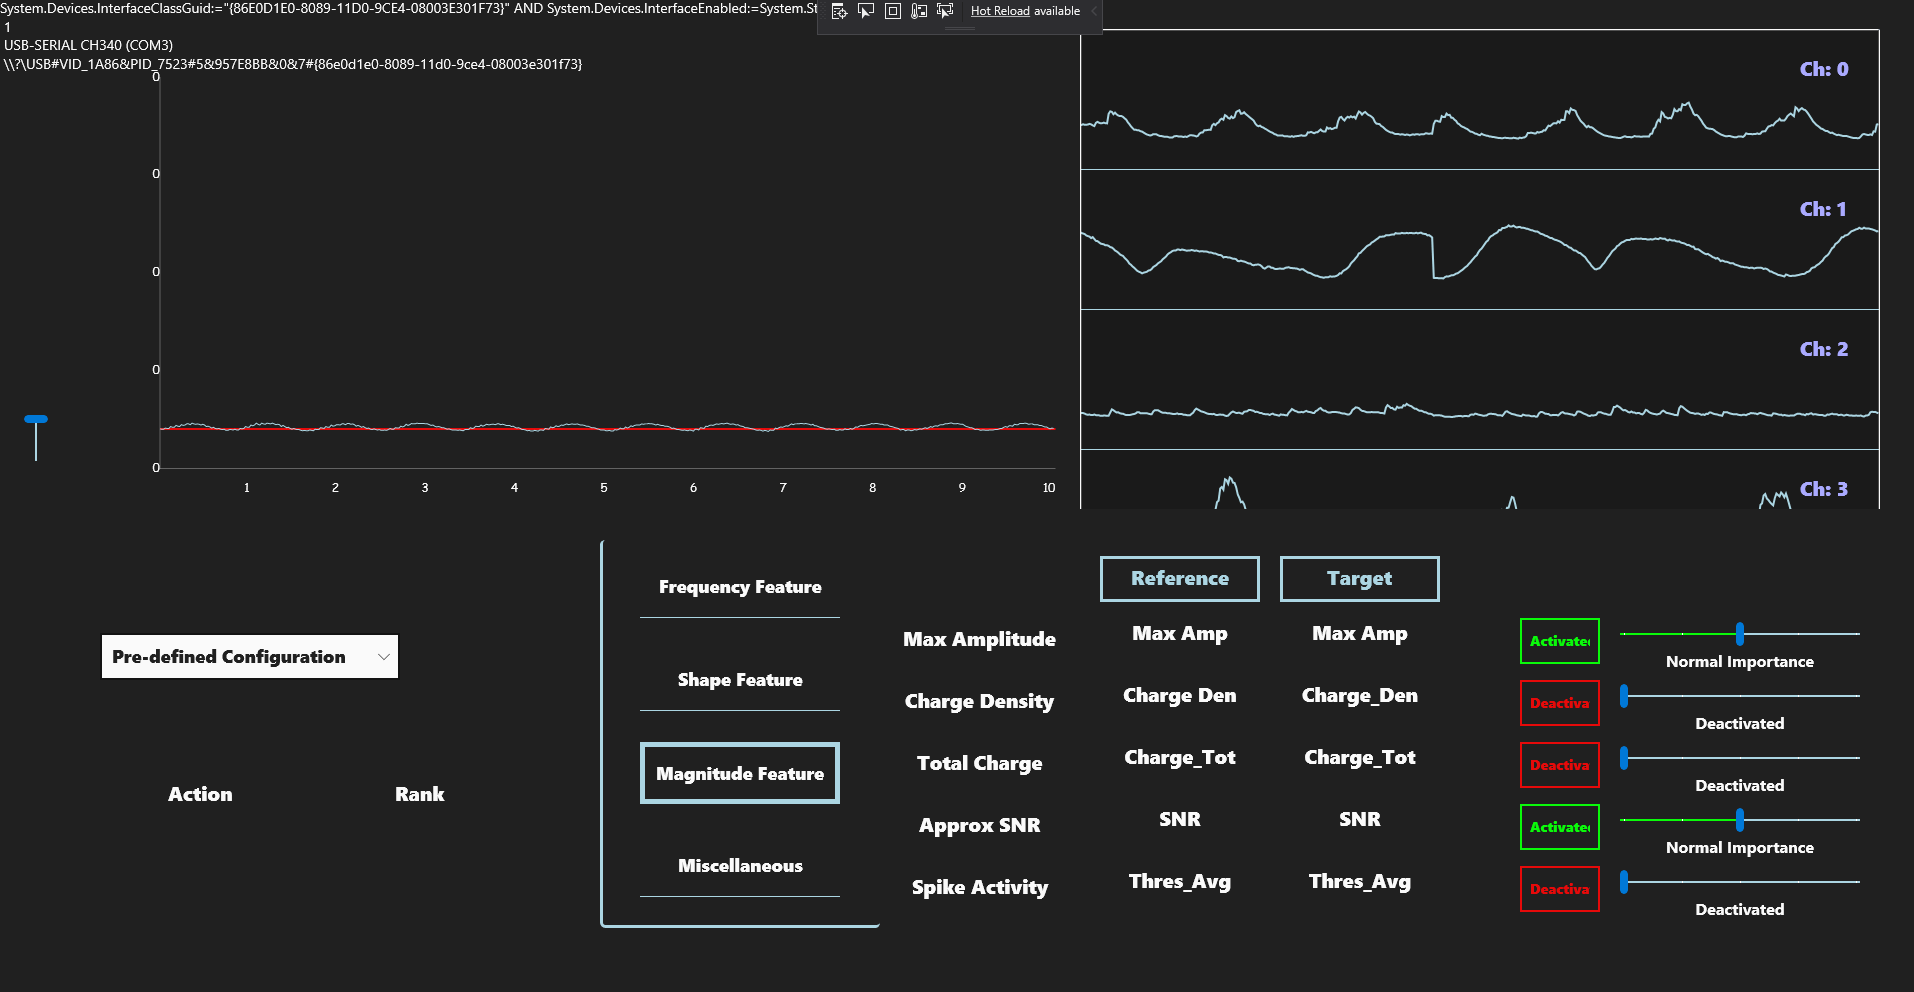 System.Devices.InterfaceClassGuid:="{86E0D1E0-8089-11D0-9CE4-08003E301F73}" AND System.Devices.InterfaceEnabled:=System.St
Hot Reload available
1
USB-SERIAL CH340 (COM3)
\\?\USB#VID_1A86&PID_7523#5&957E8BB&0&7#{86e0d1e0-8089-11d0-9ce4-08003e301f73}
0
0
0
0
0
1 2 3 4 5 6 7 8 9 10
Ch: 0
Ch: 1
Ch: 2
Ch: 3
Pre-defined Configuration
Action Rank
Frequency Feature
Shape Feature
Magnitude Feature
Miscellaneous
Reference Target
Max Amplitude Max Amp Max Amp Activated
Normal Importance
Charge Density Charge Den Charge_Den Deactiva
Deactivated
Total Charge Charge_Tot Charge_Tot Deactiva
Deactivated
Approx SNR SNR SNR Activated
Normal Importance
Spike Activity Thres_Avg Thres_Avg Deactiva
Deactivated